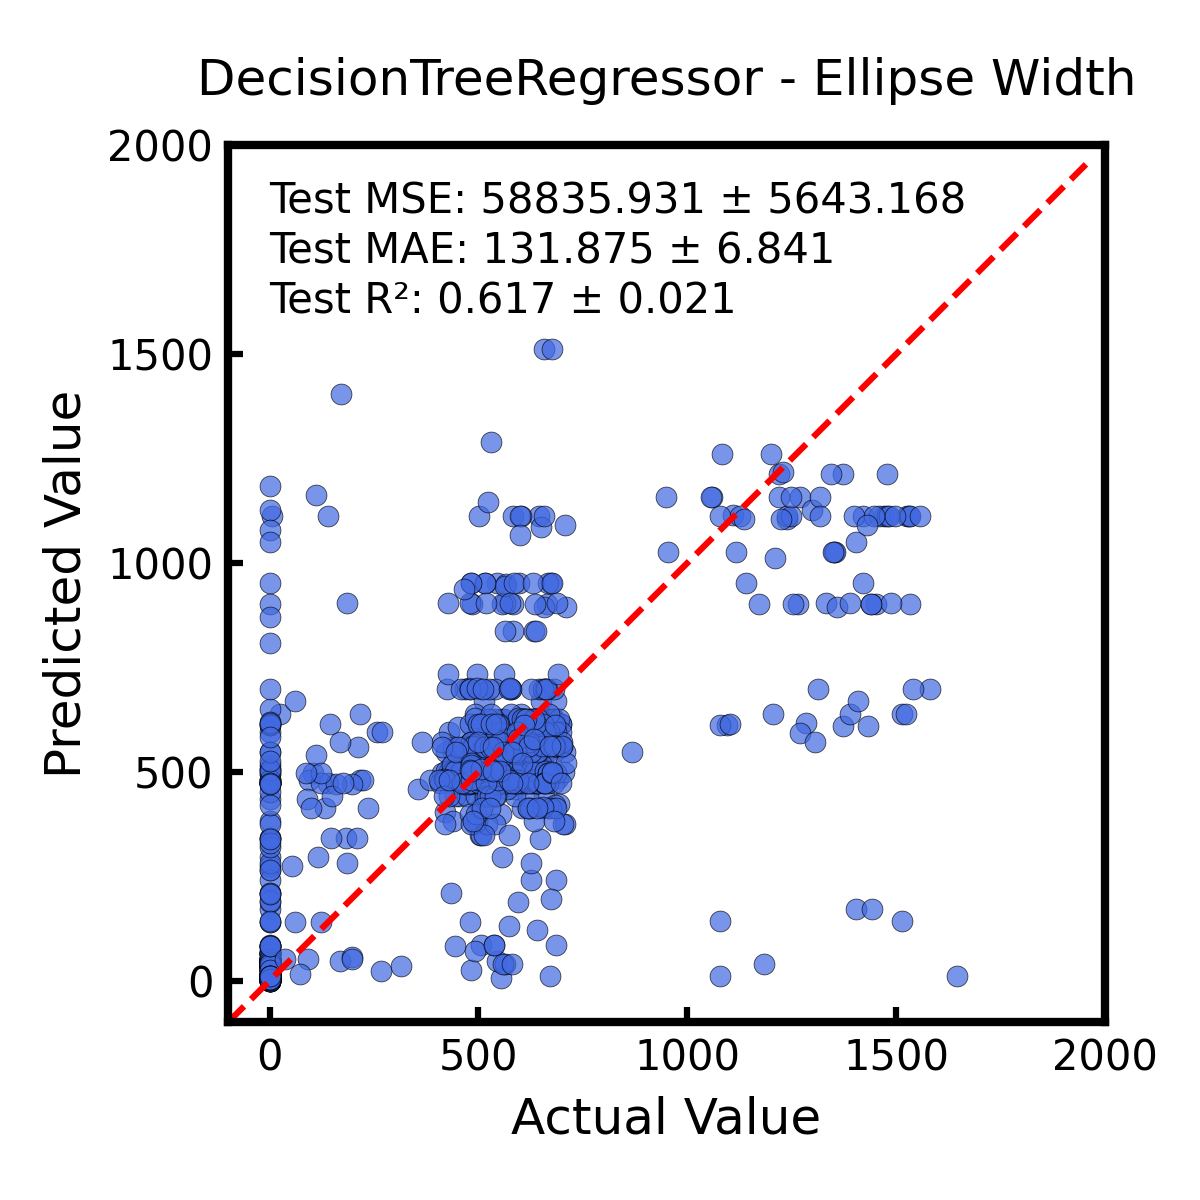 DecisionTreeRegressor - Ellipse Width
2000
Test MSE: 58835.931 ± 5643.168
Test MAE: 131.875 ± 6.841
Test R²: 0.617 ± 0.021
1500
1000
500
0
Predicted Value
0 500 1000 1500 2000
Actual Value